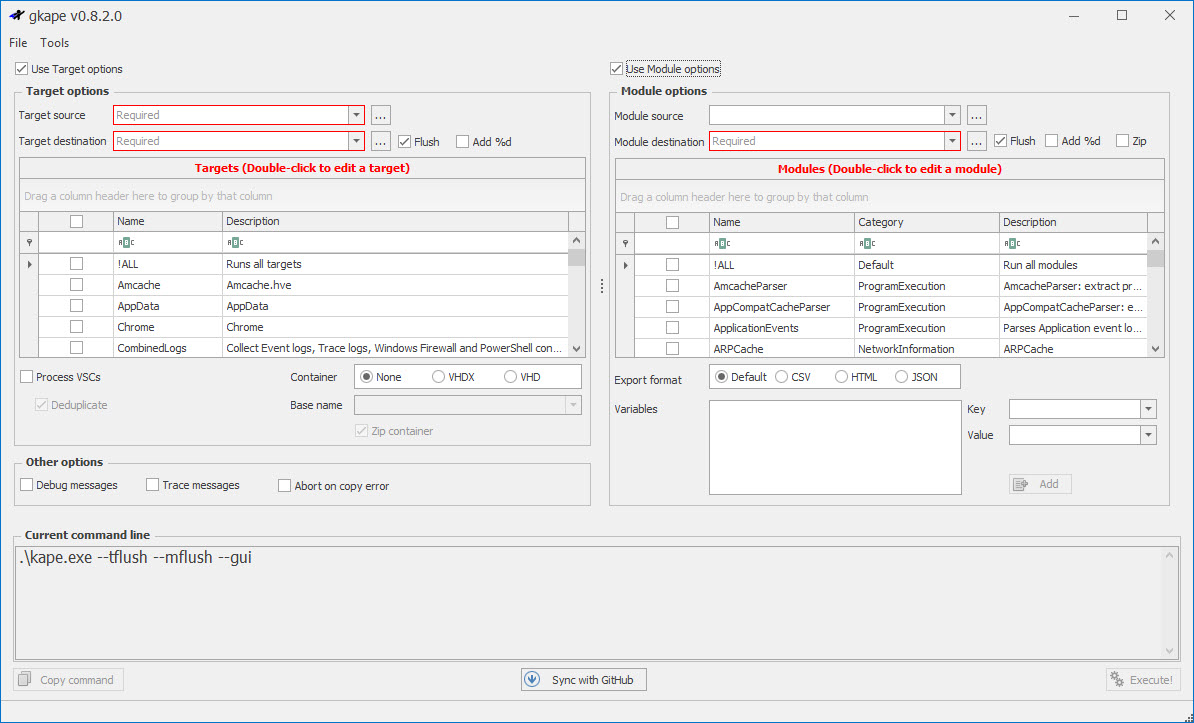 gkape v0.8.2.0
File Tools
Use Target options
Target options
Target source Required ...
Target destination Required ... Flush Add %d
Targets (Double-click to edit a target)
Drag a column header here to group by that column
Name Description
ABC ABC
!ALL Runs all targets
Amcache Amcache.hve
AppData AppData
Chrome Chrome
CombinedLogs Collect Event logs, Trace logs, Windows Firewall and PowerShell con...
Process VSCs Container None VHDX VHD
Deduplicate Base name
Zip container
Other options
Debug messages Trace messages Abort on copy error
Use Module options
Module options
Module source ...
Module destination Required ... Flush Add %d Zip
Modules (Double-click to edit a module)
Drag a column header here to group by that column
Name Category Description
ABC ABC ABC
!ALL Default Run all modules
AmcacheParser ProgramExecution AmcacheParser: extract pr...
AppCompatCacheParser ProgramExecution AppCompatCacheParser: e...
ApplicationEvents ProgramExecution Parses Application event lo...
ARPCache NetworkInformation ARPCache
Export format Default CSV HTML JSON
Variables Key
Value
Add
Current command line
.\kape.exe --tflush --mflush --gui
Copy command Sync with GitHub Execute!